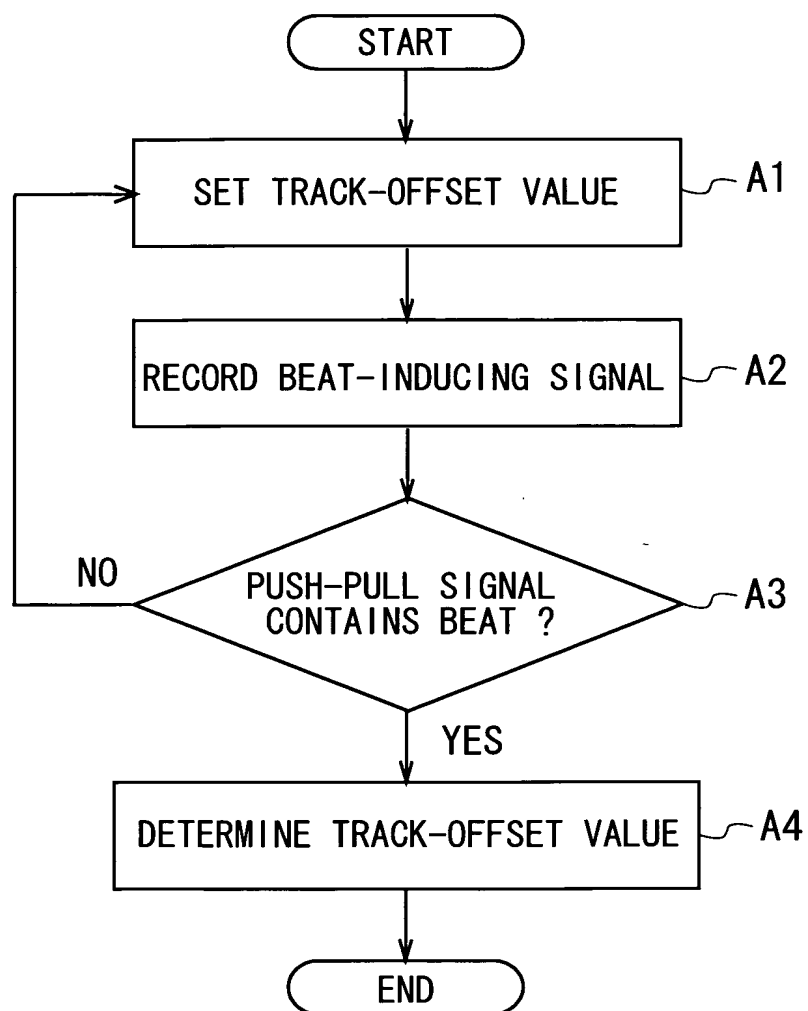 START
SET TRACK-OFFSET VALUE
A1
RECORD BEAT-INDUCING SIGNAL
A2
NO
PUSH-PULL SIGNAL
CONTAINS BEAT ?
A3
YES
DETERMINE TRACK-OFFSET VALUE
A4
END